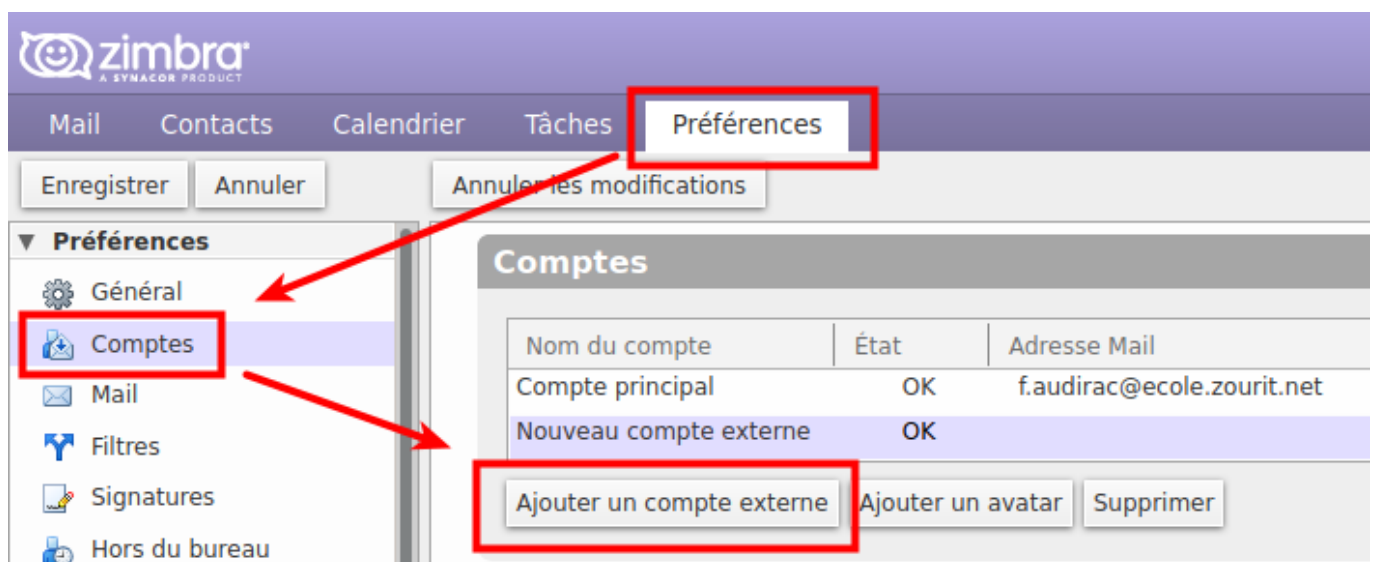 zimbra
A SYNACOR PRODUCT
Mail Contacts Calendrier Tâches Préférences
Enregistrer Annuler Annuler les modifications
Préférences
Comptes
Général
Comptes
Nom du compte État Adresse Mail
Compte principal OK f.audirac@ecole.zourit.net
Mail
Nouveau compte externe OK
Filtres
Signatures
Ajouter un compte externe Ajouter un avatar Supprimer
Hors du bureau